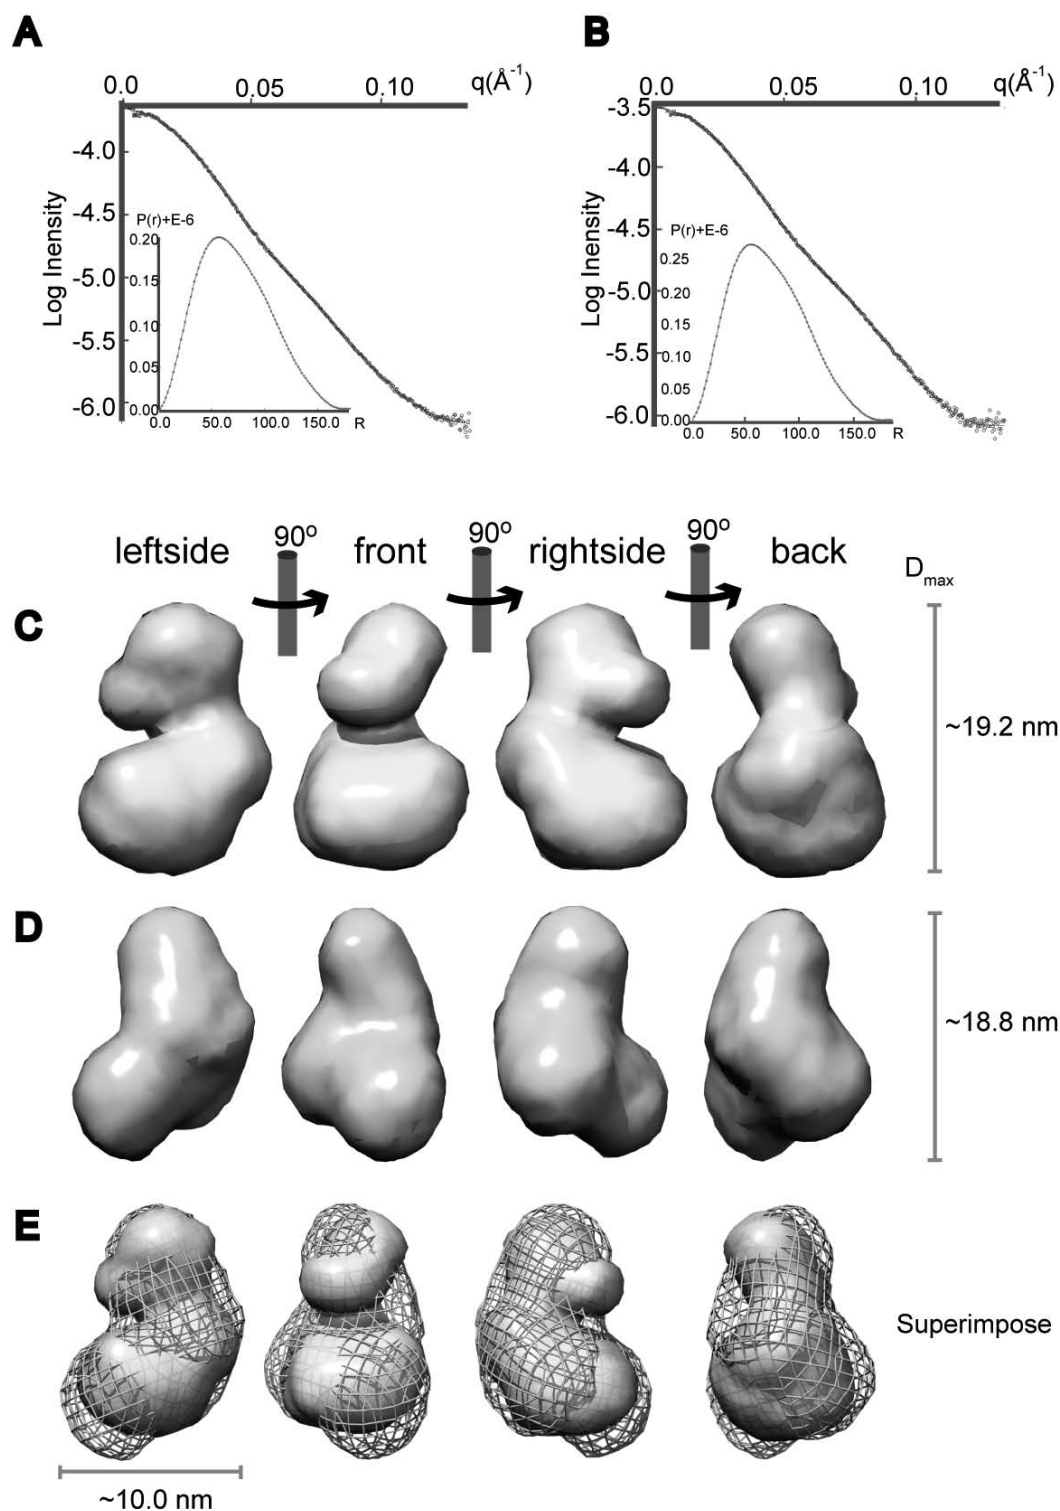 A
B
0.0 0.05 0.10 q(Å⁻¹)
0.0 0.05 0.10 q(Å⁻¹)
-4.0
-4.5
-5.0
-5.5
-6.0
Log Inensity
P(r)+E-6
0.20
0.15
0.10
0.05
0.00
0.0 50.0 100.0 150.0 R
-3.5
-4.0
-4.5
-5.0
-5.5
-6.0
Log Inensity
P(r)+E-6
0.25
0.20
0.15
0.10
0.05
0.00
0.0 50.0 100.0 150.0 R
leftside 90º front 90º rightside 90º back
Dmax
C
~19.2 nm
D
~18.8 nm
E
Superimpose
~10.0 nm